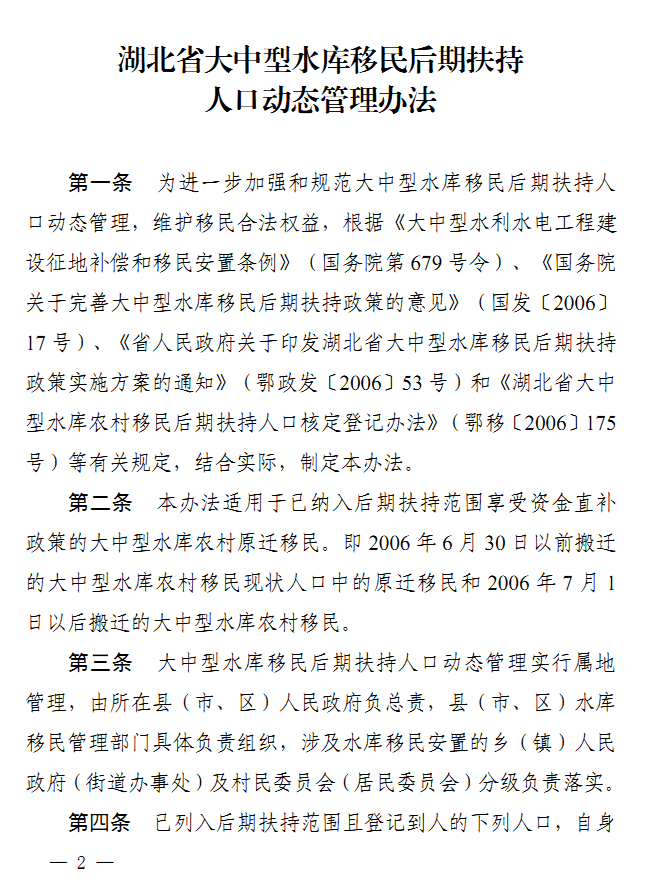 湖北省大中型水库移民后期扶持
人口动态管理办法
第一条　为进一步加强和规范大中型水库移民后期扶持人
口动态管理，维护移民合法权益，根据《大中型水利水电工程建
设征地补偿和移民安置条例》（国务院第 679 号令）、《国务院
关于完善大中型水库移民后期扶持政策的意见》（国发〔2006〕
17 号）、《省人民政府关于印发湖北省大中型水库移民后期扶持
政策实施方案的通知》（鄂政发〔2006〕53 号）和《湖北省大中
型水库农村移民后期扶持人口核定登记办法》（鄂移〔2006〕175
号）等有关规定，结合实际，制定本办法。
第二条　本办法适用于已纳入后期扶持范围享受资金直补
政策的大中型水库农村原迁移民。即 2006 年 6 月 30 日以前搬迁
的大中型水库农村移民现状人口中的原迁移民和 2006 年 7 月 1
日以后搬迁的大中型水库农村移民。
第三条　大中型水库移民后期扶持人口动态管理实行属地
管理，由所在县（市、区）人民政府负总责，县（市、区）水库
移民管理部门具体负责组织，涉及水库移民安置的乡（镇）人民
政府（街道办事处）及村民委员会（居民委员会）分级负责落实。
第四条　已列入后期扶持范围且登记到人的下列人口，自身
— 2 —